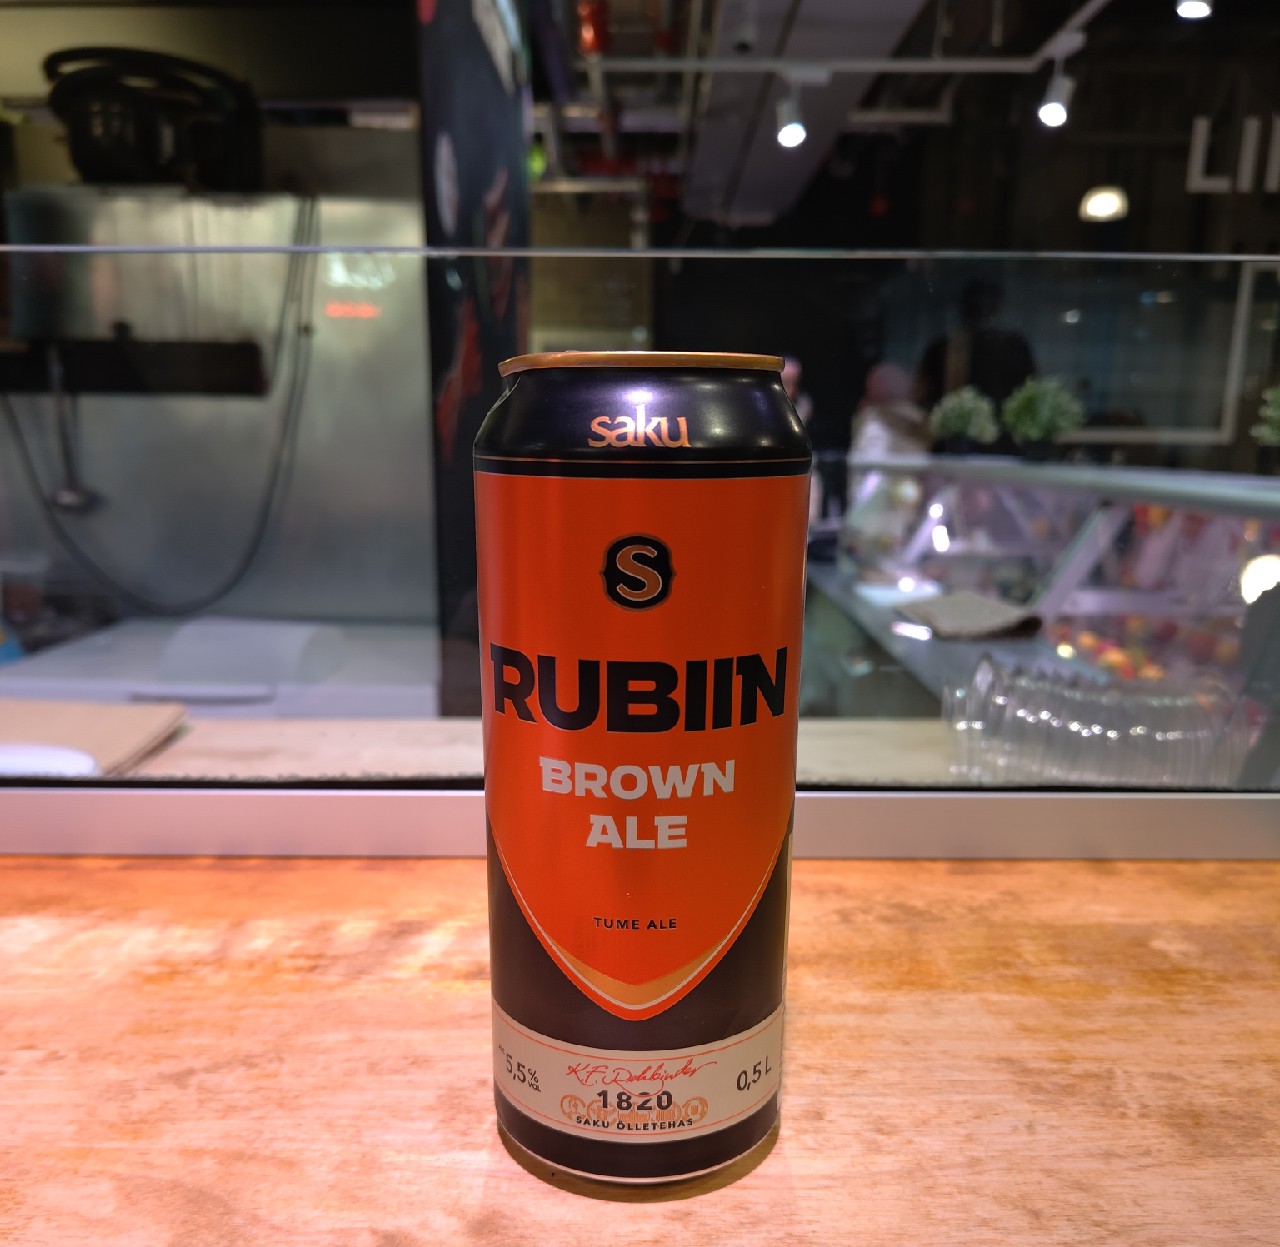 saku
S
RUBIIN
BROWN
ALE
TUME ALE
5,5% VOL
0,5 L
1820
SAKU ÕLLETEHAS